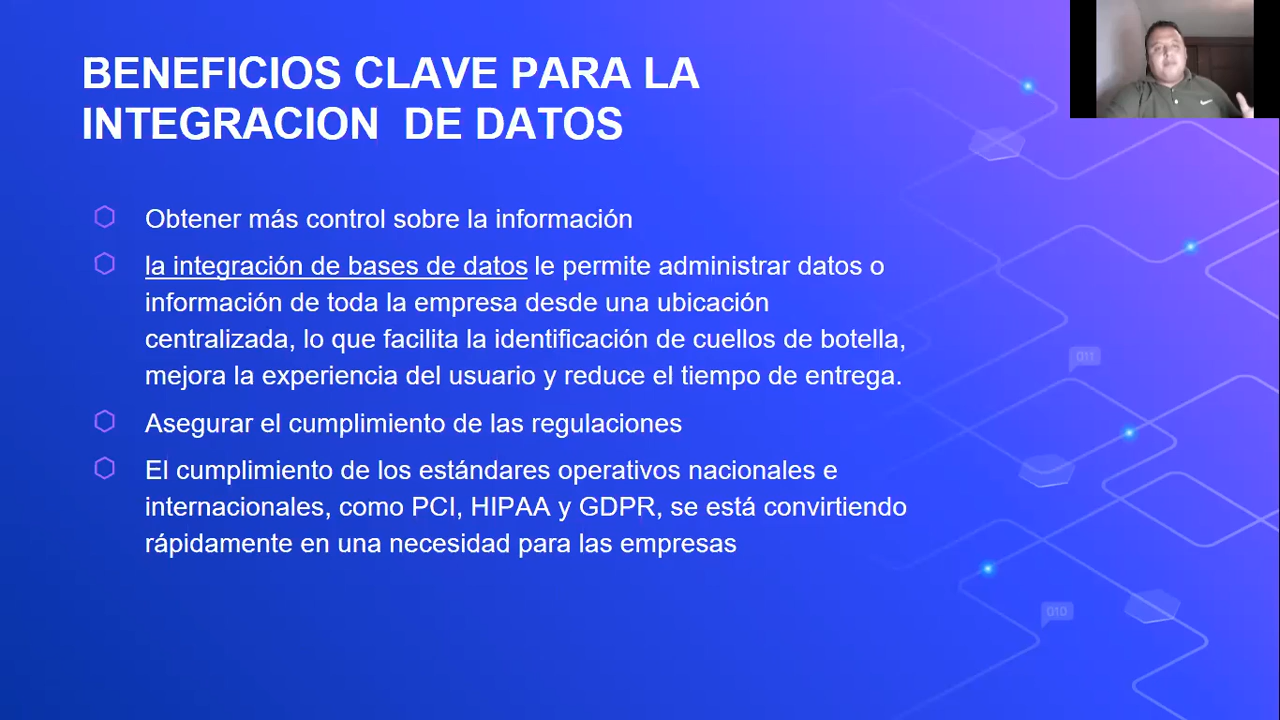 BENEFICIOS CLAVE PARA LA
INTEGRACION DE DATOS
Obtener más control sobre la información
la integración de bases de datos le permite administrar datos o
información de toda la empresa desde una ubicación
centralizada, lo que facilita la identificación de cuellos de botella,
mejora la experiencia del usuario y reduce el tiempo de entrega.
Asegurar el cumplimiento de las regulaciones
El cumplimiento de los estándares operativos nacionales e
internacionales, como PCI, HIPAA y GDPR, se está convirtiendo
rápidamente en una necesidad para las empresas
011
010